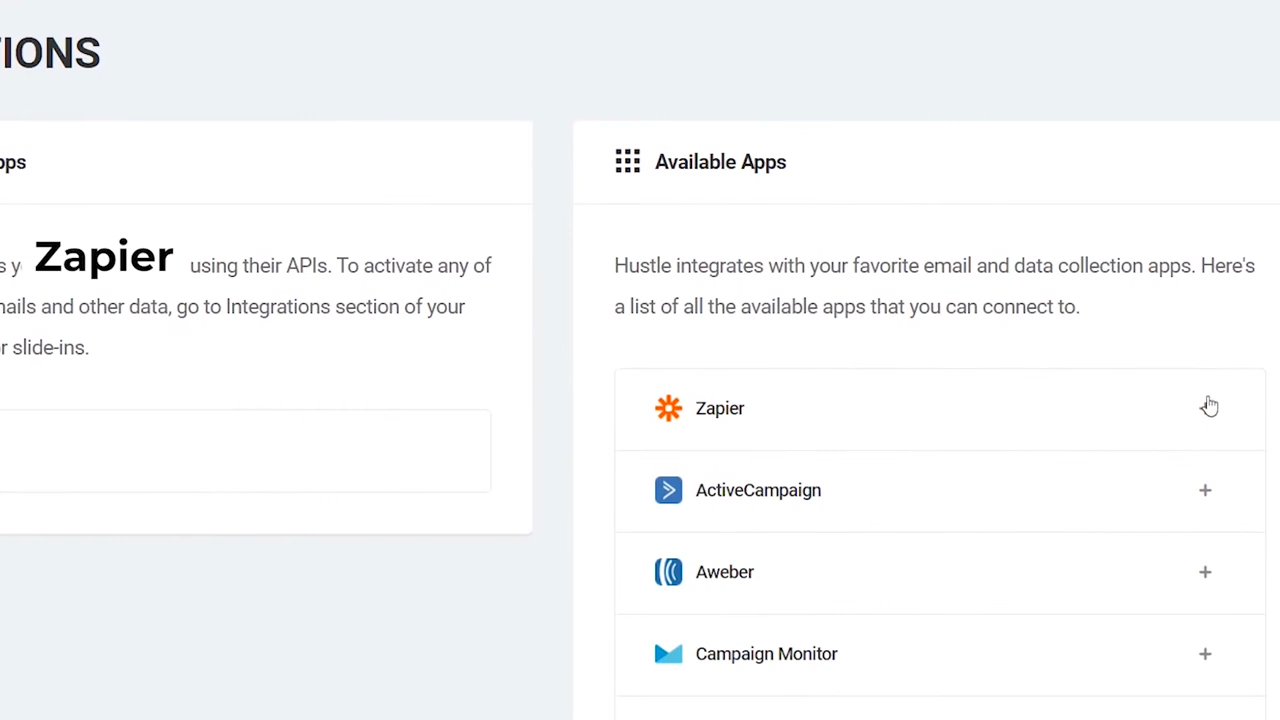 TIONS
pps
Zapier using their APIs. To activate any of
nails and other data, go to Integrations section of your
r slide-ins.
Available Apps
Hustle integrates with your favorite email and data collection apps. Here's
a list of all the available apps that you can connect to.
Zapier
ActiveCampaign
Aweber
Campaign Monitor